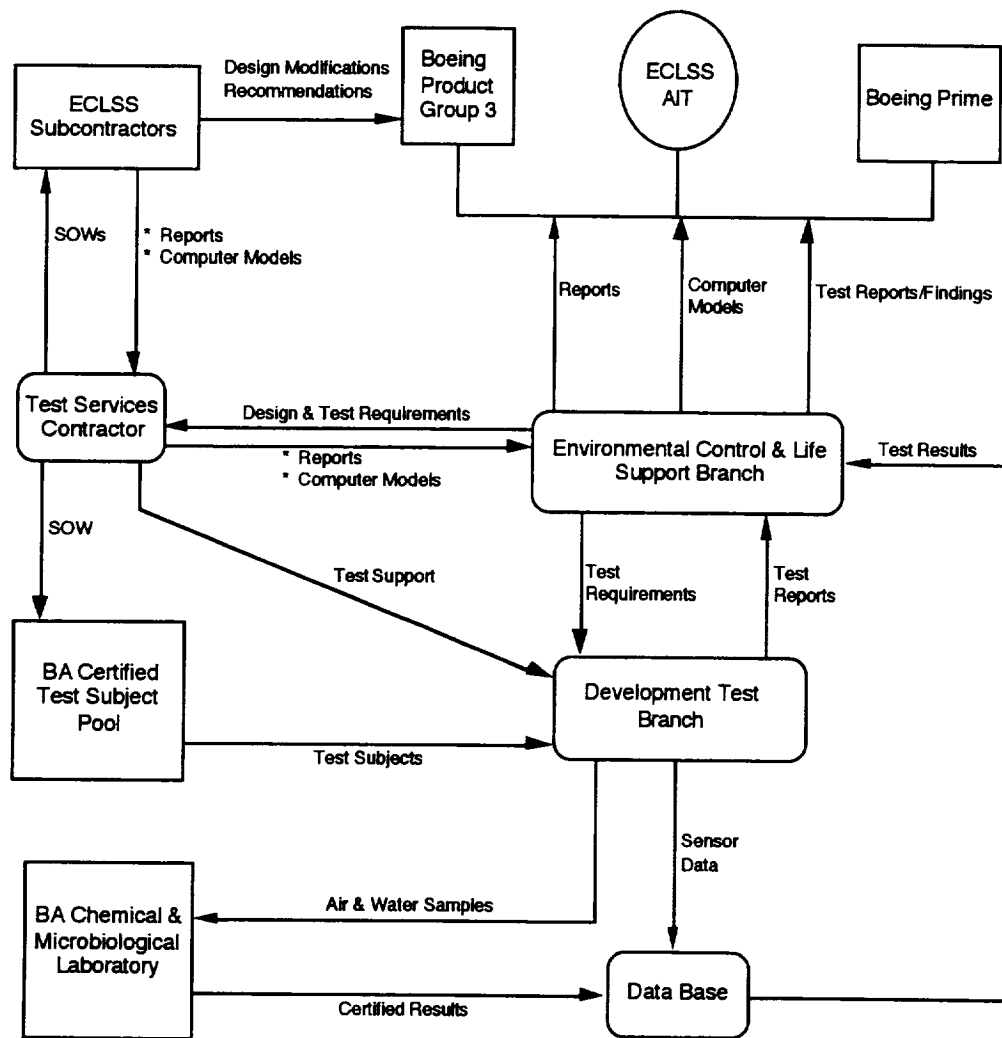 Design Modifications
Recommendations
Boeing
Product
Group 3
ECLSS
AIT
Boeing Prime
ECLSS
Subcontractors
SOWs
* Reports
* Computer Models
Reports
Computer
Models
Test Reports/Findings
Test Services
Contractor
Design & Test Requirements
* Reports
* Computer Models
Environmental Control & Life
Support Branch
Test Results
SOW
Test Support
Test
Requirements
Test
Reports
BA Certified
Test Subject
Pool
Development Test
Branch
Test Subjects
Sensor
Data
Air & Water Samples
BA Chemical &
Microbiological
Laboratory
Certified Results
Data Base